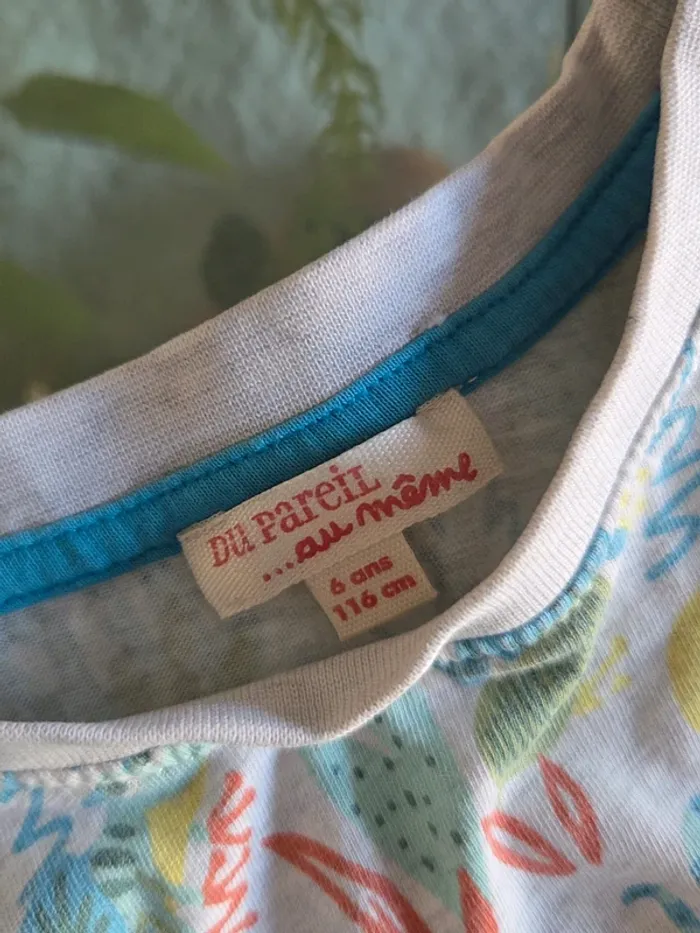 DU PAREIL
...au même
6 ans
116 cm